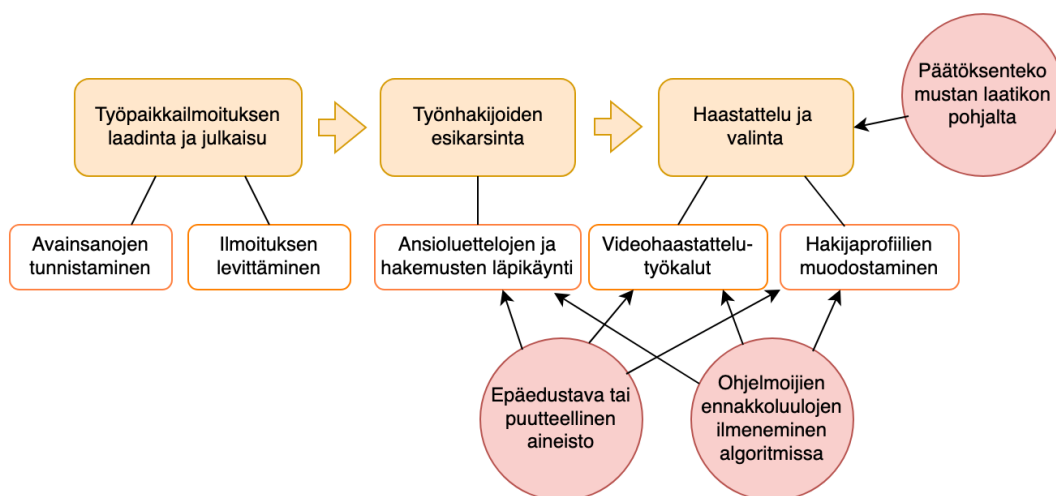 Päätöksenteko
mustan laatikon
pohjalta
Työpaikkailmoituksen
laadinta ja julkaisu
Työnhakijoiden
esikarsinta
Haastattelu ja
valinta
Avainsanojen
tunnistaminen
Ilmoituksen
levittäminen
Ansioluettelojen ja
hakemusten läpikäynti
Videohaastattelu-
työkalut
Hakijaprofiilien
muodostaminen
Epäedustava tai
puutteellinen
aineisto
Ohjelmoijien
ennakkoluulojen
ilmeneminen
algoritmissa